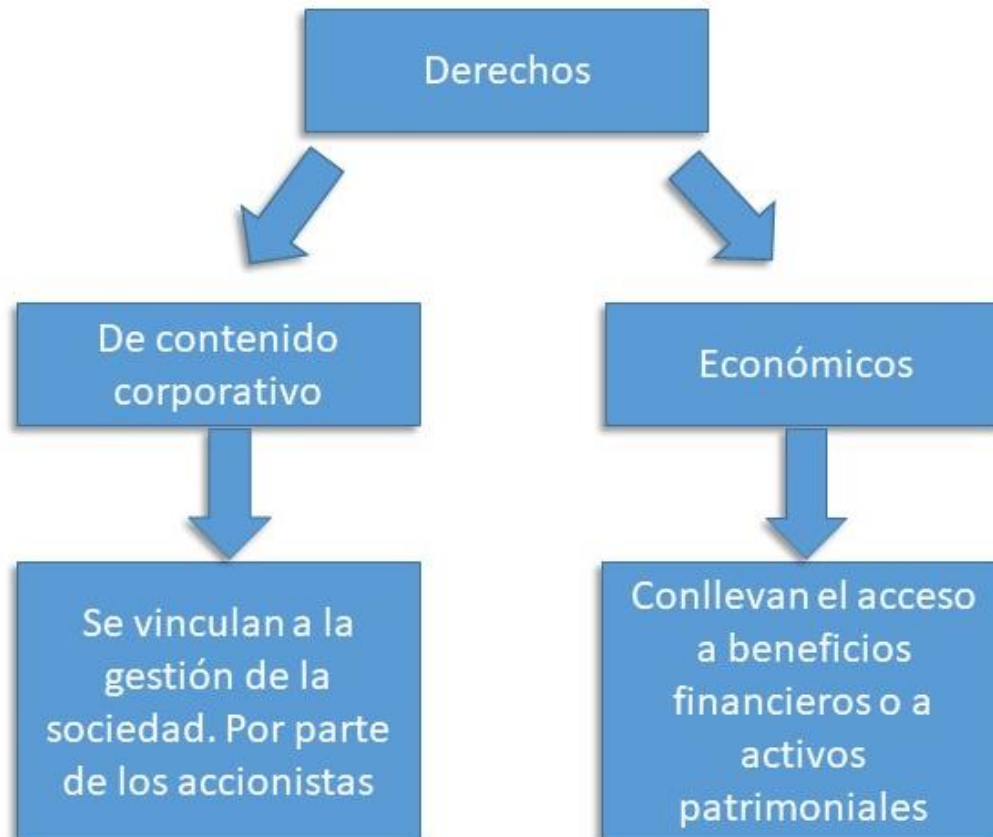 Derechos
De contenido
corporativo
Económicos
Se vinculan a la
gestión de la
sociedad. Por parte
de los accionistas
Conllevan el acceso
a beneficios
financieros o a
activos
patrimoniales